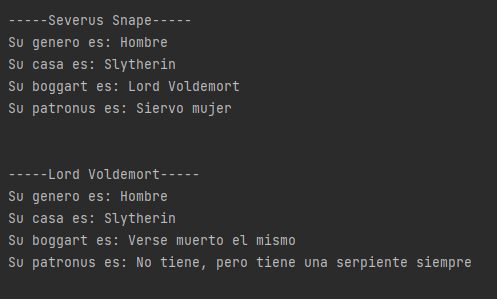 -----Severus Snape-----
Su genero es: Hombre
Su casa es: Slytherin
Su boggart es: Lord Voldemort
Su patronus es: Siervo mujer
-----Lord Voldemort-----
Su genero es: Hombre
Su casa es: Slytherin
Su boggart es: Verse muerto el mismo
Su patronus es: No tiene, pero tiene una serpiente siempre